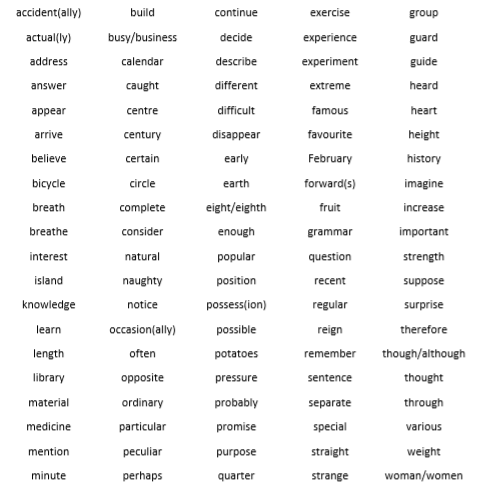 accident(ally) build continue exercise group
actual(ly) busy/business decide experience guard
address calendar describe experiment guide
answer caught different extreme heard
appear centre difficult famous heart
arrive century disappear favourite height
believe certain early February history
bicycle circle earth forward(s) imagine
breath complete eight/eighth fruit increase
breathe consider enough grammar important
interest natural popular question strength
island naughty position recent suppose
knowledge notice possess(ion) regular surprise
learn occasion(ally) possible reign therefore
length often potatoes remember though/although
library opposite pressure sentence thought
material ordinary probably separate through
medicine particular promise special various
mention peculiar purpose straight weight
minute perhaps quarter strange woman/women